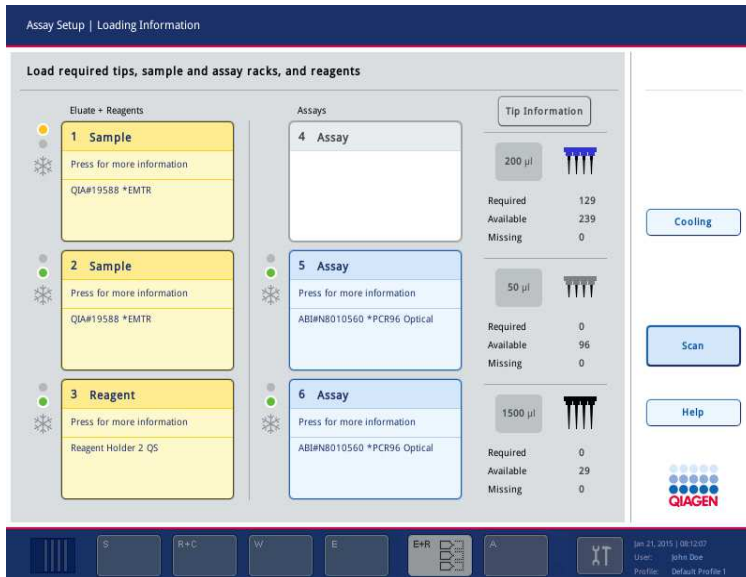 Assay Setup | Loading Information
Load required tips, sample and assay racks, and reagents
Eluate + Reagents
Assays
Tip Information
1 Sample
Press for more information
QIA#19588 *EMTR
4 Assay
200 µl
Required 129
Available 239
Missing 0
Cooling
2 Sample
Press for more information
QIA#19588 *EMTR
5 Assay
Press for more information
ABI#N8010560 *PCR96 Optical
50 µl
Required 0
Available 96
Missing 0
Scan
3 Reagent
Press for more information
Reagent Holder 2 QS
6 Assay
Press for more information
ABI#N8010560 *PCR96 Optical
1500 µl
Required 0
Available 29
Missing 0
Help
QIAGEN
S
R+C
W
E
E+R
A
Jan 21, 2015 | 08:12:07
User: John Doe
Profile: Default Profile 1